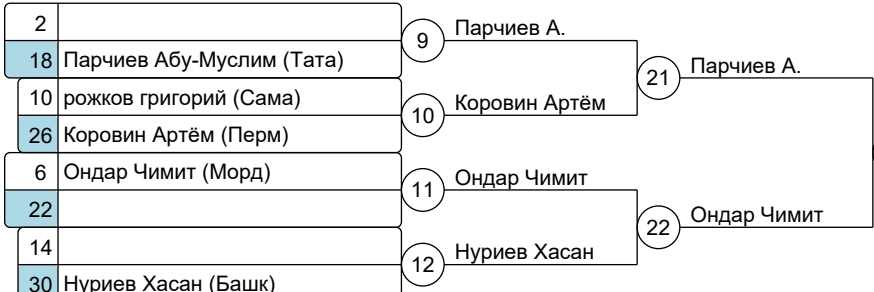 2
18 Парчиев Абу-Муслим (Тата)
9 Парчиев А.
10 рожков григорий (Сама)
26 Коровин Артём (Перм)
10 Коровин Артём
21 Парчиев А.
6 Ондар Чимит (Морд)
22
11 Ондар Чимит
14
30 Нуриев Хасан (Башк)
12 Нуриев Хасан
22 Ондар Чимит